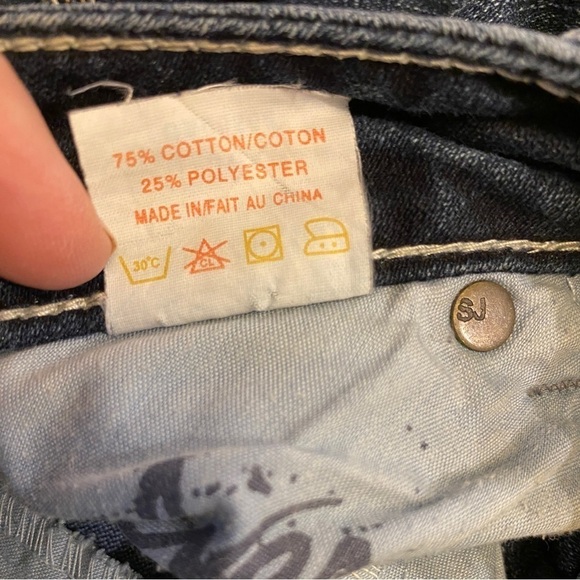 75% COTTON/COTON
25% POLYESTER
MADE IN/FAIT AU CHINA
30°C CL
SJ